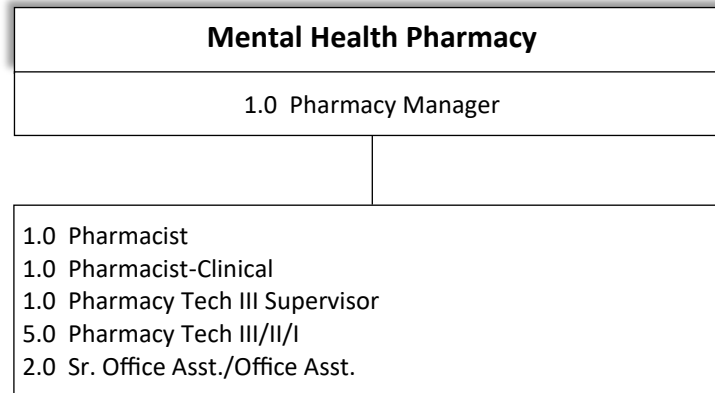 Mental Health Pharmacy
1.0 Pharmacy Manager
1.0 Pharmacist
1.0 Pharmacist-Clinical
1.0 Pharmacy Tech III Supervisor
5.0 Pharmacy Tech III/II/I
2.0 Sr. Office Asst./Office Asst.